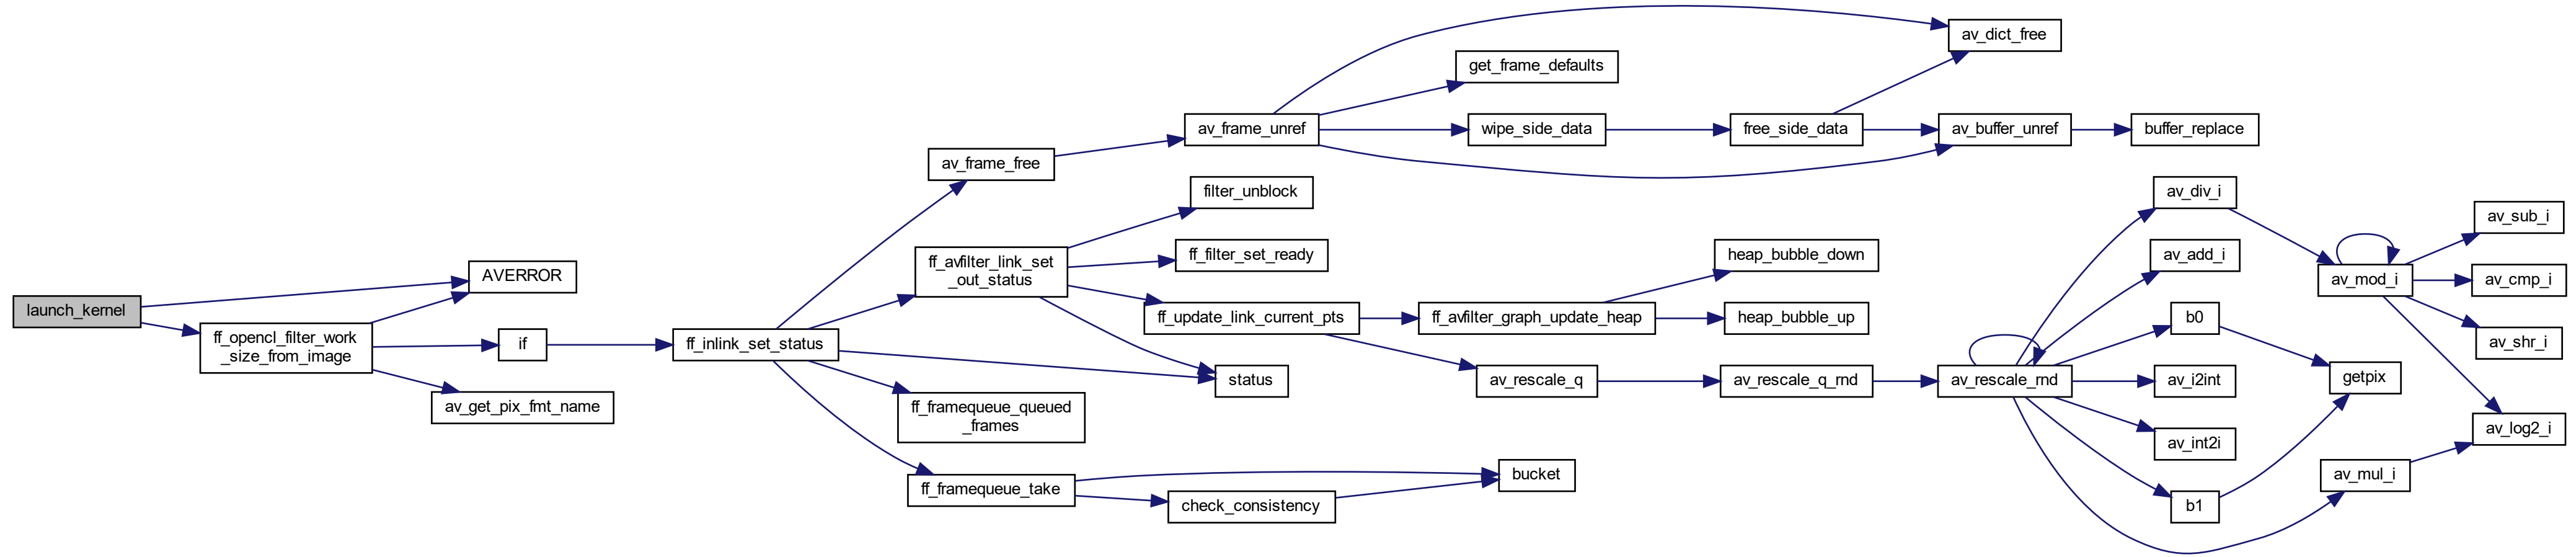 launch_kernel
AVERROR
ff_opencl_filter_work
_size_from_image
if
av_get_pix_fmt_name
ff_inlink_set_status
av_frame_free
ff_avfilter_link_set
_out_status
ff_framequeue_queued
_frames
ff_framequeue_take
av_frame_unref
filter_unblock
ff_filter_set_ready
ff_update_link_current_pts
status
check_consistency
get_frame_defaults
wipe_side_data
ff_avfilter_graph_update_heap
av_rescale_q
bucket
free_side_data
heap_bubble_down
heap_bubble_up
av_rescale_q_rnd
av_dict_free
av_buffer_unref
av_rescale_rnd
buffer_replace
av_div_i
av_add_i
b0
av_i2int
av_int2i
b1
av_mod_i
getpix
av_mul_i
av_sub_i
av_cmp_i
av_shr_i
av_log2_i